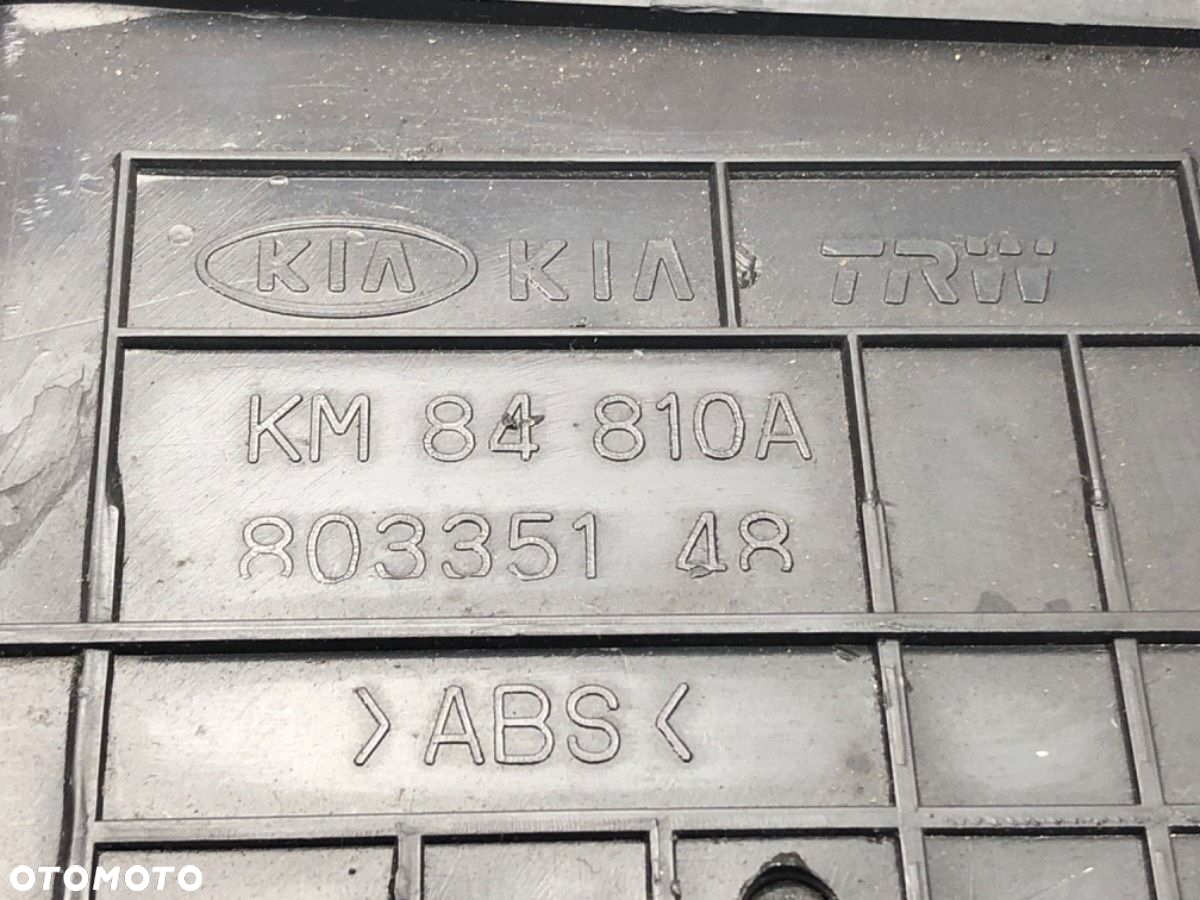 KIA KIA TRW
KM 84 810A
803351 48
>ABS<
OTOMOTO